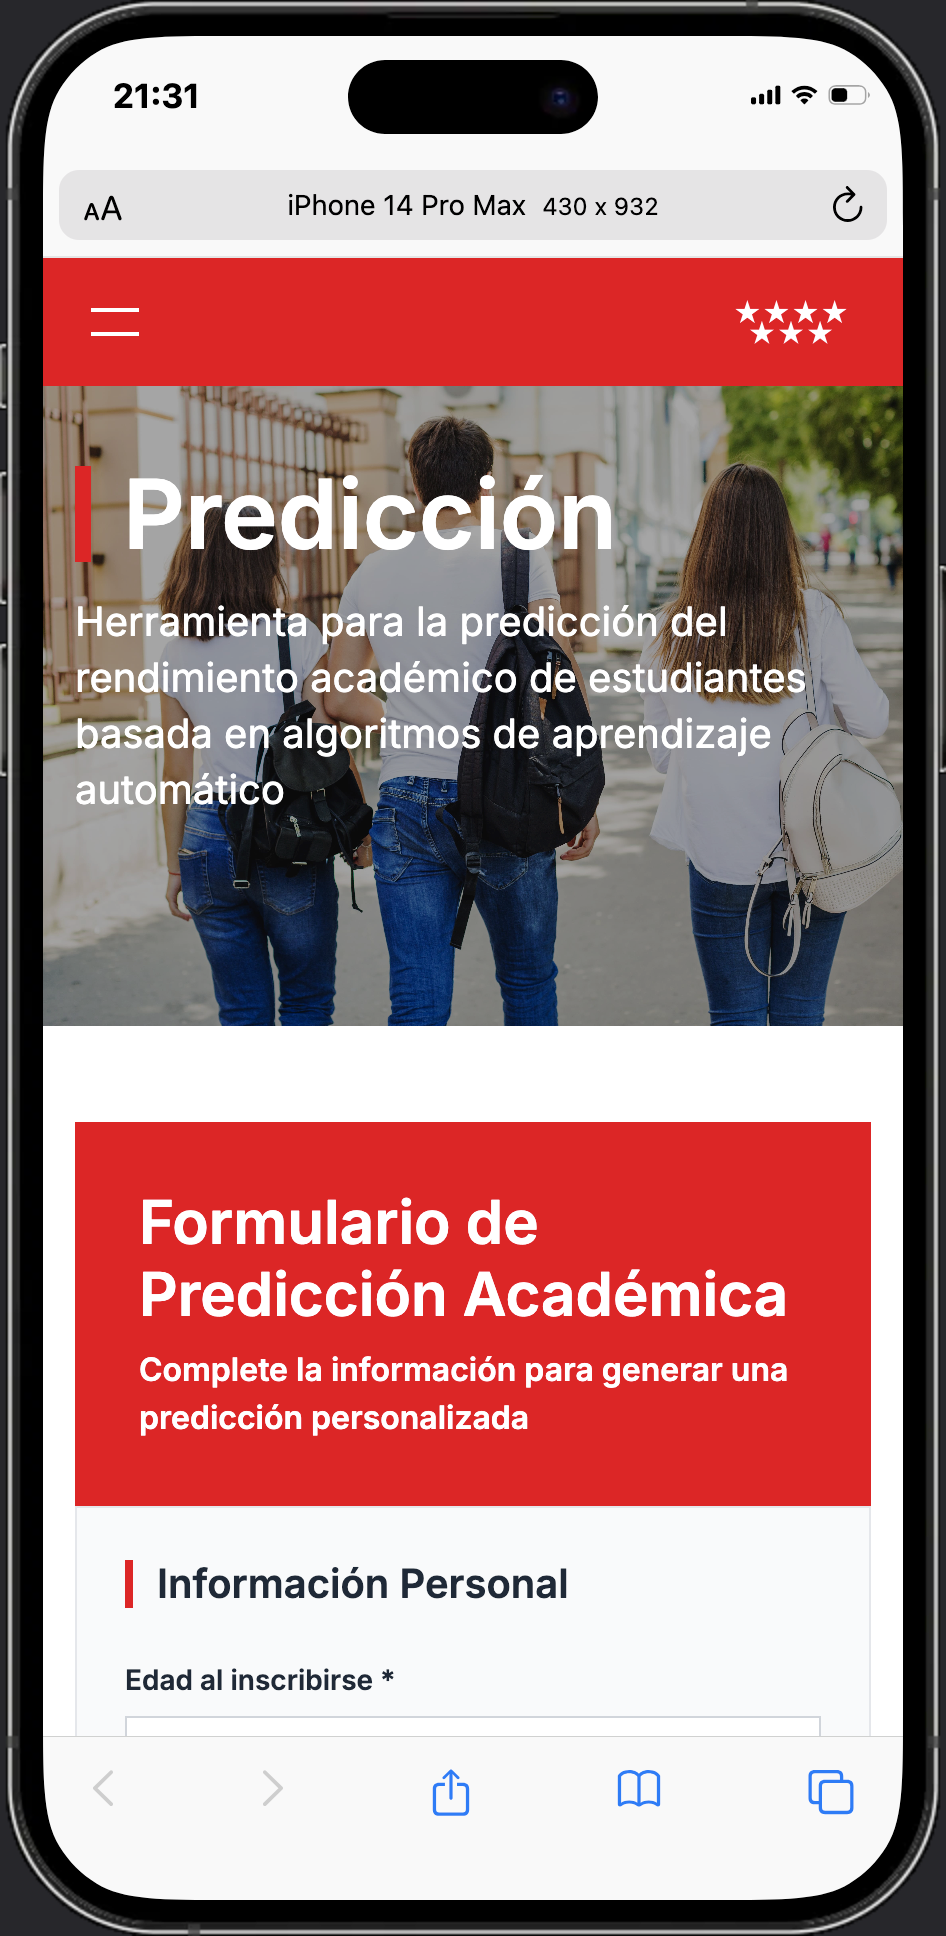 21:31
AA
iPhone 14 Pro Max 430 x 932
Predicción
Herramienta para la predicción del
rendimiento académico de estudiantes
basada en algoritmos de aprendizaje
automático
Formulario de
Predicción Académica
Complete la información para generar una
predicción personalizada
Información Personal
Edad al inscribirse *